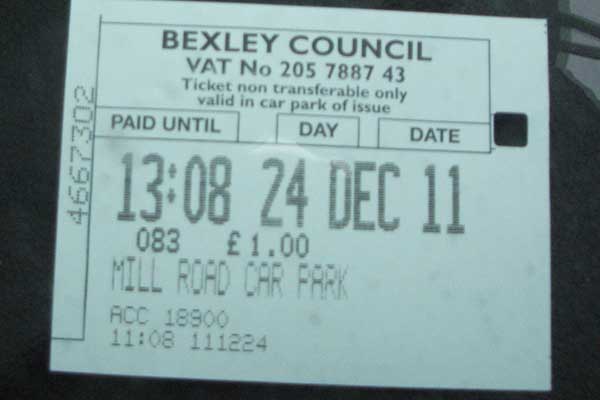 BEXLEY COUNCIL
VAT No 205 7887 43
Ticket non transferable only
valid in car park of issue
PAID UNTIL DAY DATE
13:08 24 DEC 11
083 £1.00
MILL ROAD CAR PARK
ACC 18900
11:08 111224
4667302